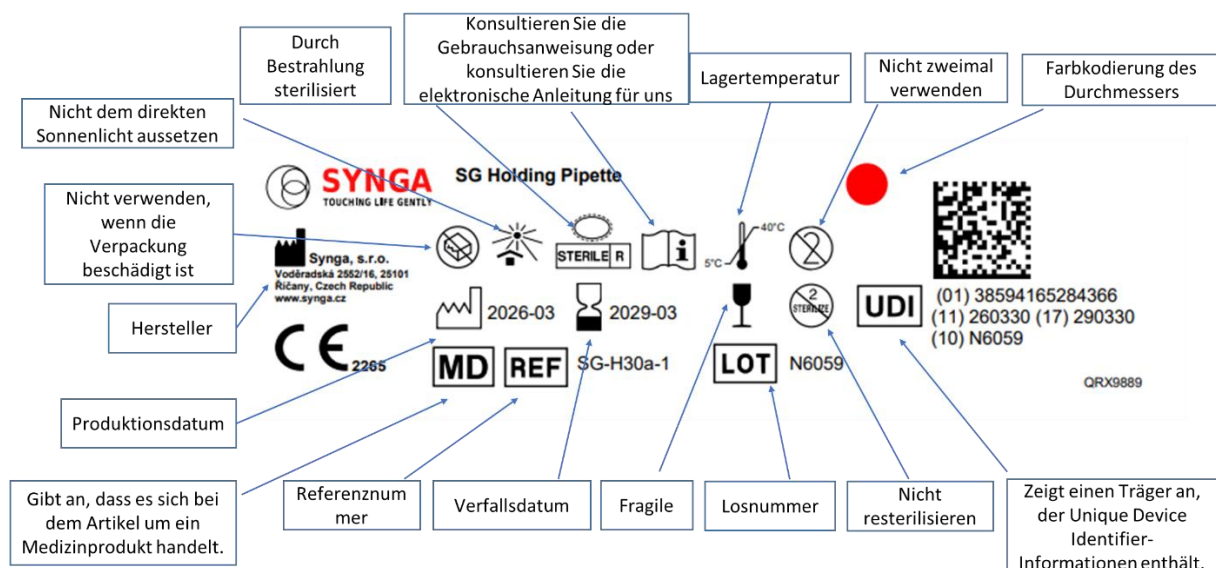 Durch
Bestrahlung
sterilisiert
Konsultieren Sie die
Gebrauchsanweisung oder
konsultieren Sie die
elektronische Anleitung für uns
Lagertemperatur
Nicht zweimal
verwenden
Farbkodierung des
Durchmessers
Nicht dem direkten
Sonnenlicht aussetzen
Nicht verwenden,
wenn die
Verpackung
beschädigt ist
Hersteller
Produktionsdatum
SYNGA
TOUCHING LIFE GENTLY
SG Holding Pipette
Synga, s.r.o.
Voděradská 2552/16, 25101
Říčany, Czech Republic
www.synga.cz
STERILE R
i
5°C
40°C
2
2026-03
2029-03
2
STERILIZE
UDI
(01) 38594165284366
(11) 260330 (17) 290330
(10) N6059
CE 2265
MD REF SG-H30a-1
LOT N6059
QRX9889
Gibt an, dass es sich bei
dem Artikel um ein
Medizinprodukt handelt.
Referenznum
mer
Verfallsdatum
Fragile
Losnummer
Nicht
resterilisieren
Zeigt einen Träger an,
der Unique Device
Identifier-
Informationen enthält.